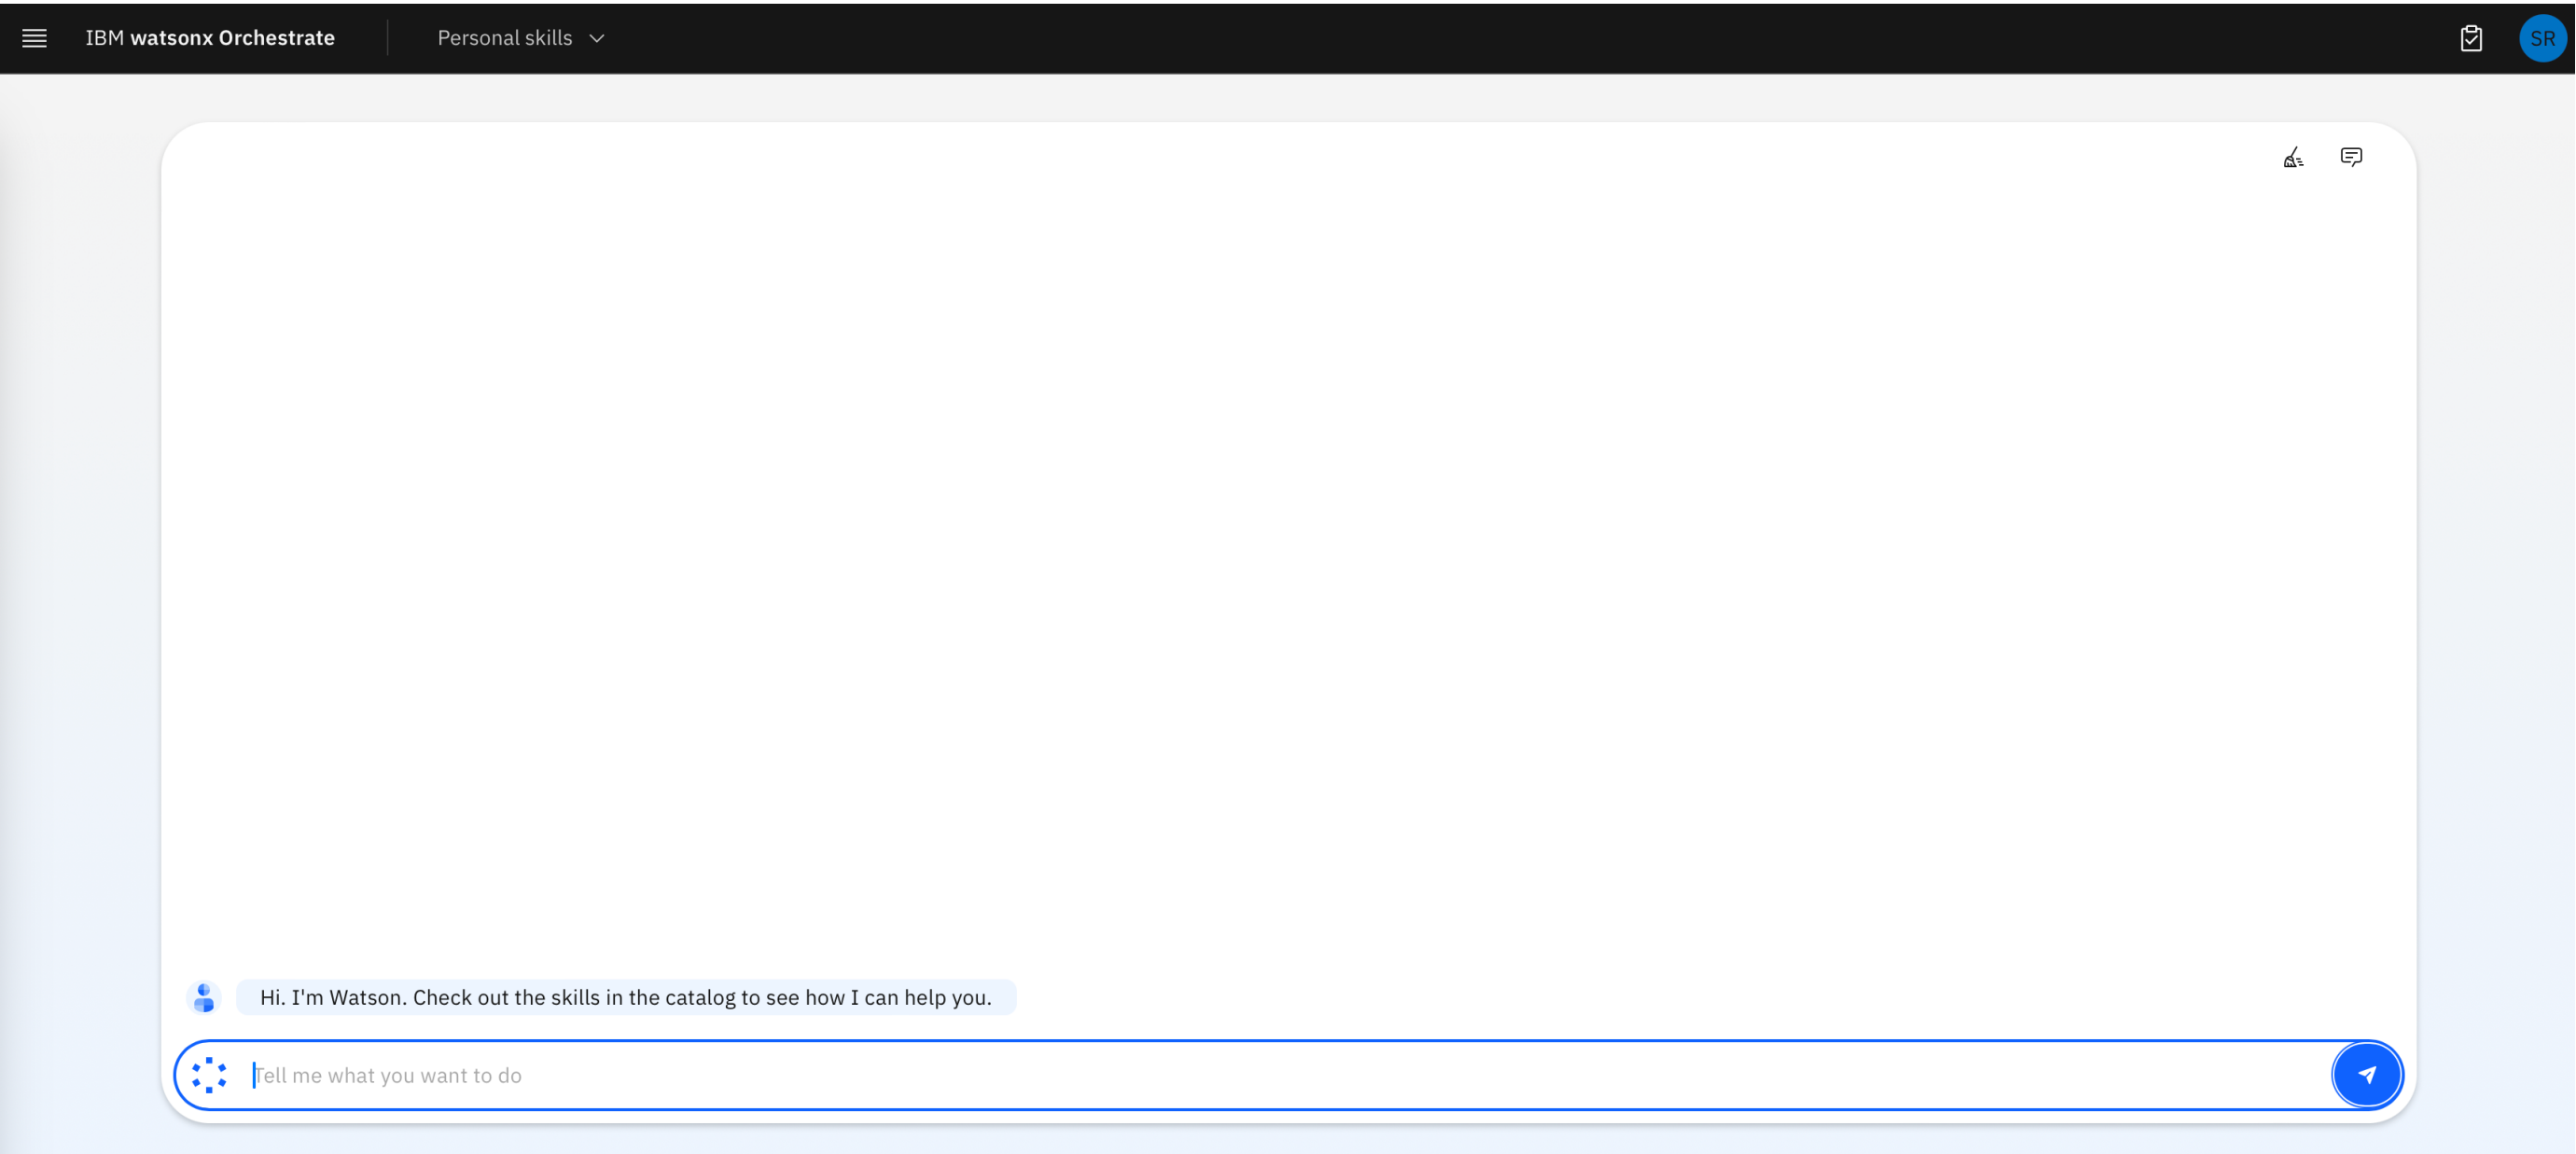 IBM watsonx Orchestrate
Personal skills
SR
Hi. I'm Watson. Check out the skills in the catalog to see how I can help you.
Tell me what you want to do